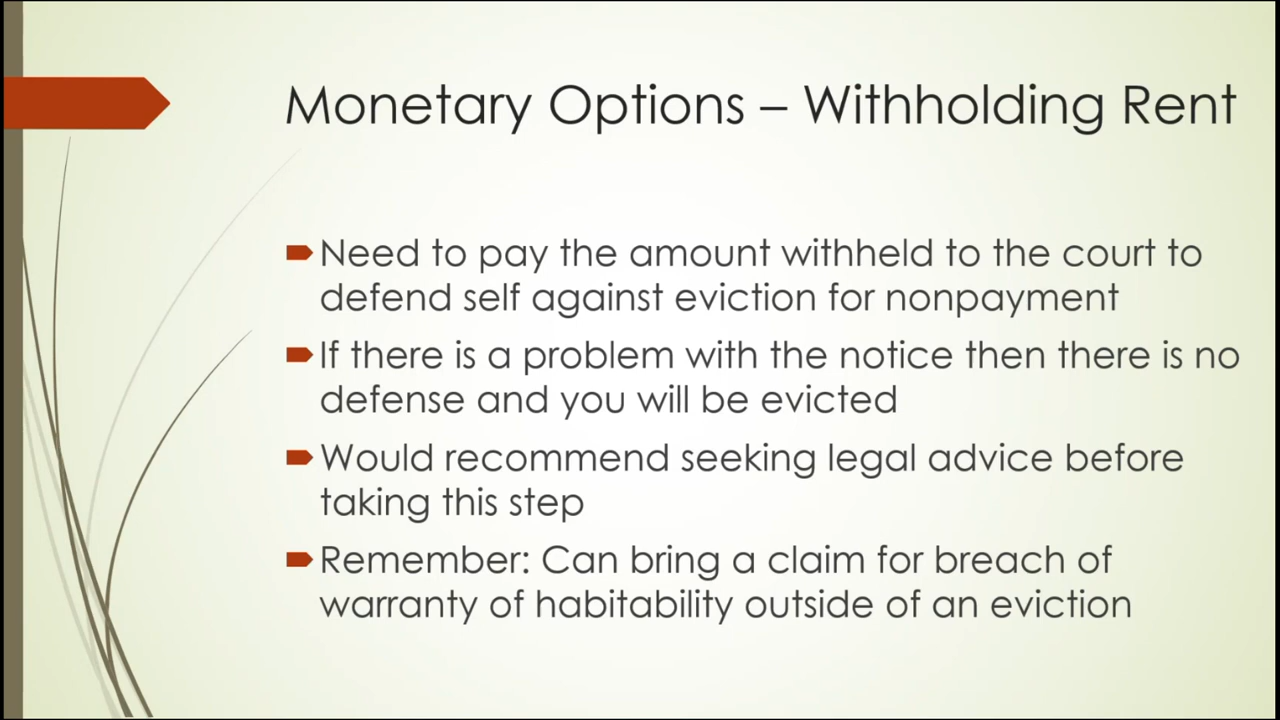 Monetary Options – Withholding Rent
Need to pay the amount withheld to the court to
defend self against eviction for nonpayment
If there is a problem with the notice then there is no
defense and you will be evicted
Would recommend seeking legal advice before
taking this step
Remember: Can bring a claim for breach of
warranty of habitability outside of an eviction